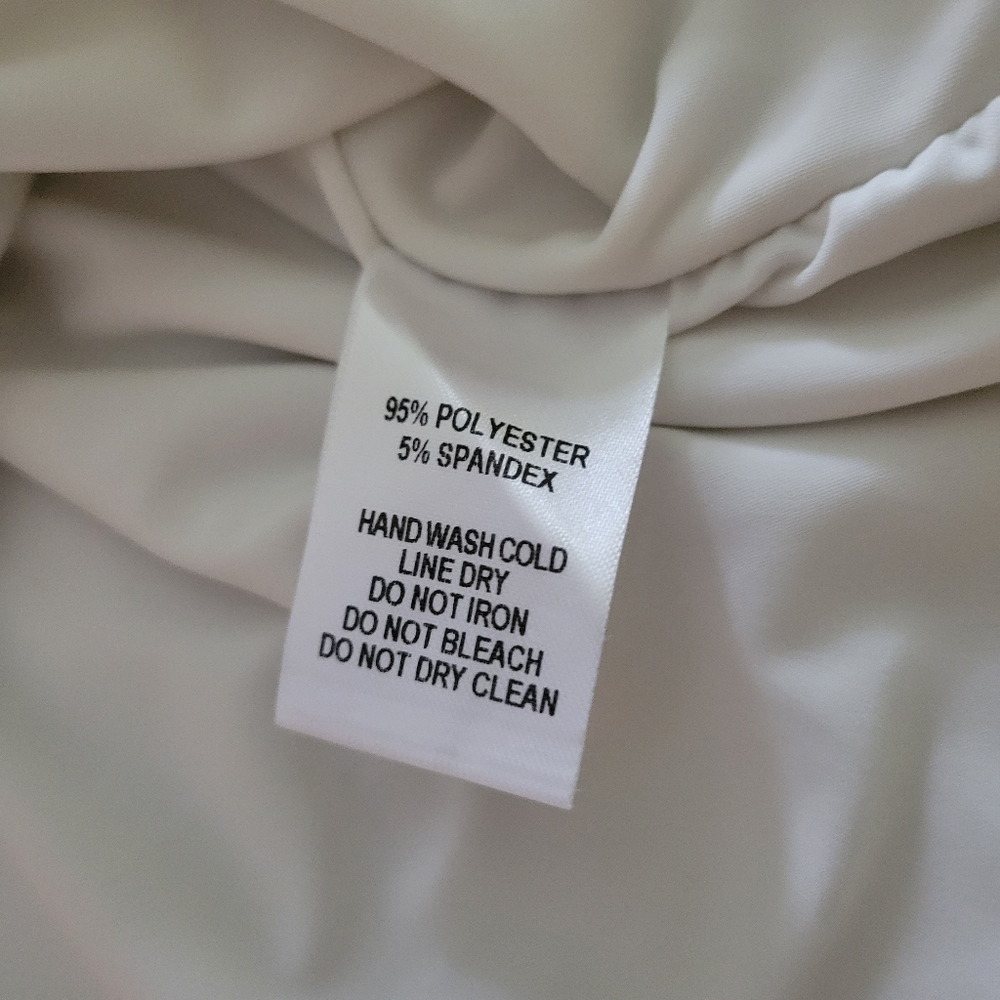 95% POLYESTER
5% SPANDEX
HAND WASH COLD
LINE DRY
DO NOT IRON
DO NOT BLEACH
DO NOT DRY CLEAN